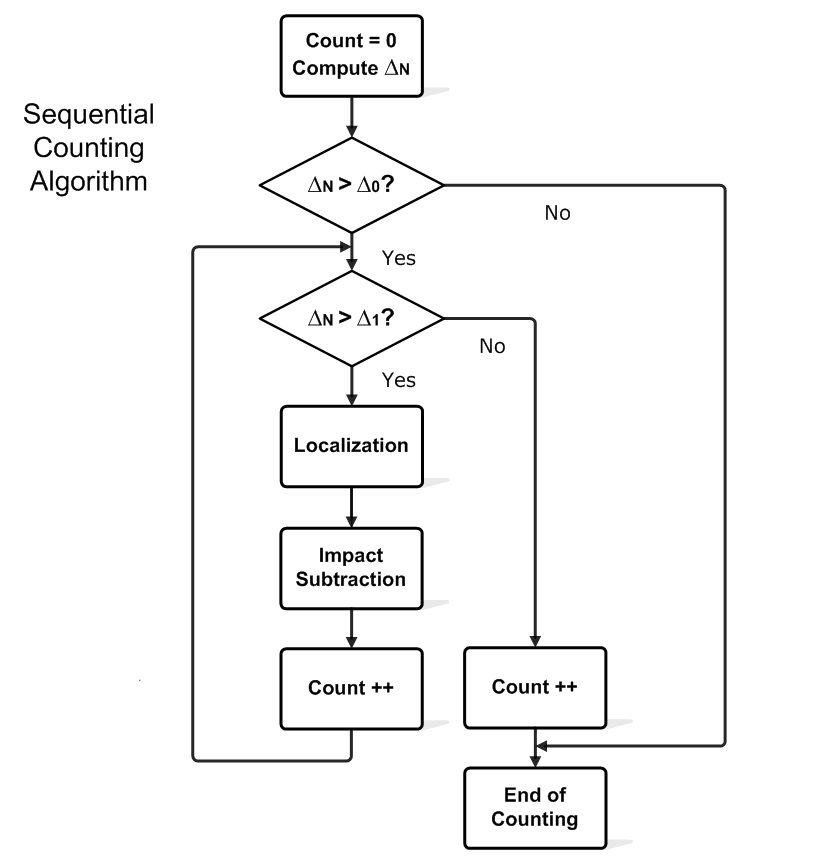 Sequential
Counting
Algorithm
Count = 0
Compute ΔN
ΔN > Δ0?
No
Yes
ΔN > Δ1?
No
Yes
Localization
Impact
Subtraction
Count ++
Count ++
End of
Counting